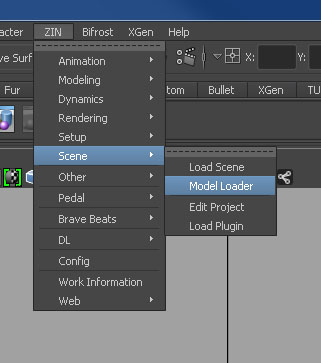 acter ZIN Bifrost XGen Help
ve Surf X: Y:
Fur tom Bullet XGen TU
Animation
Modeling
Dynamics
Rendering
Setup
Scene
Other
Pedal
Brave Beats
DL
Config
Work Information
Web
Load Scene
Model Loader
Edit Project
Load Plugin